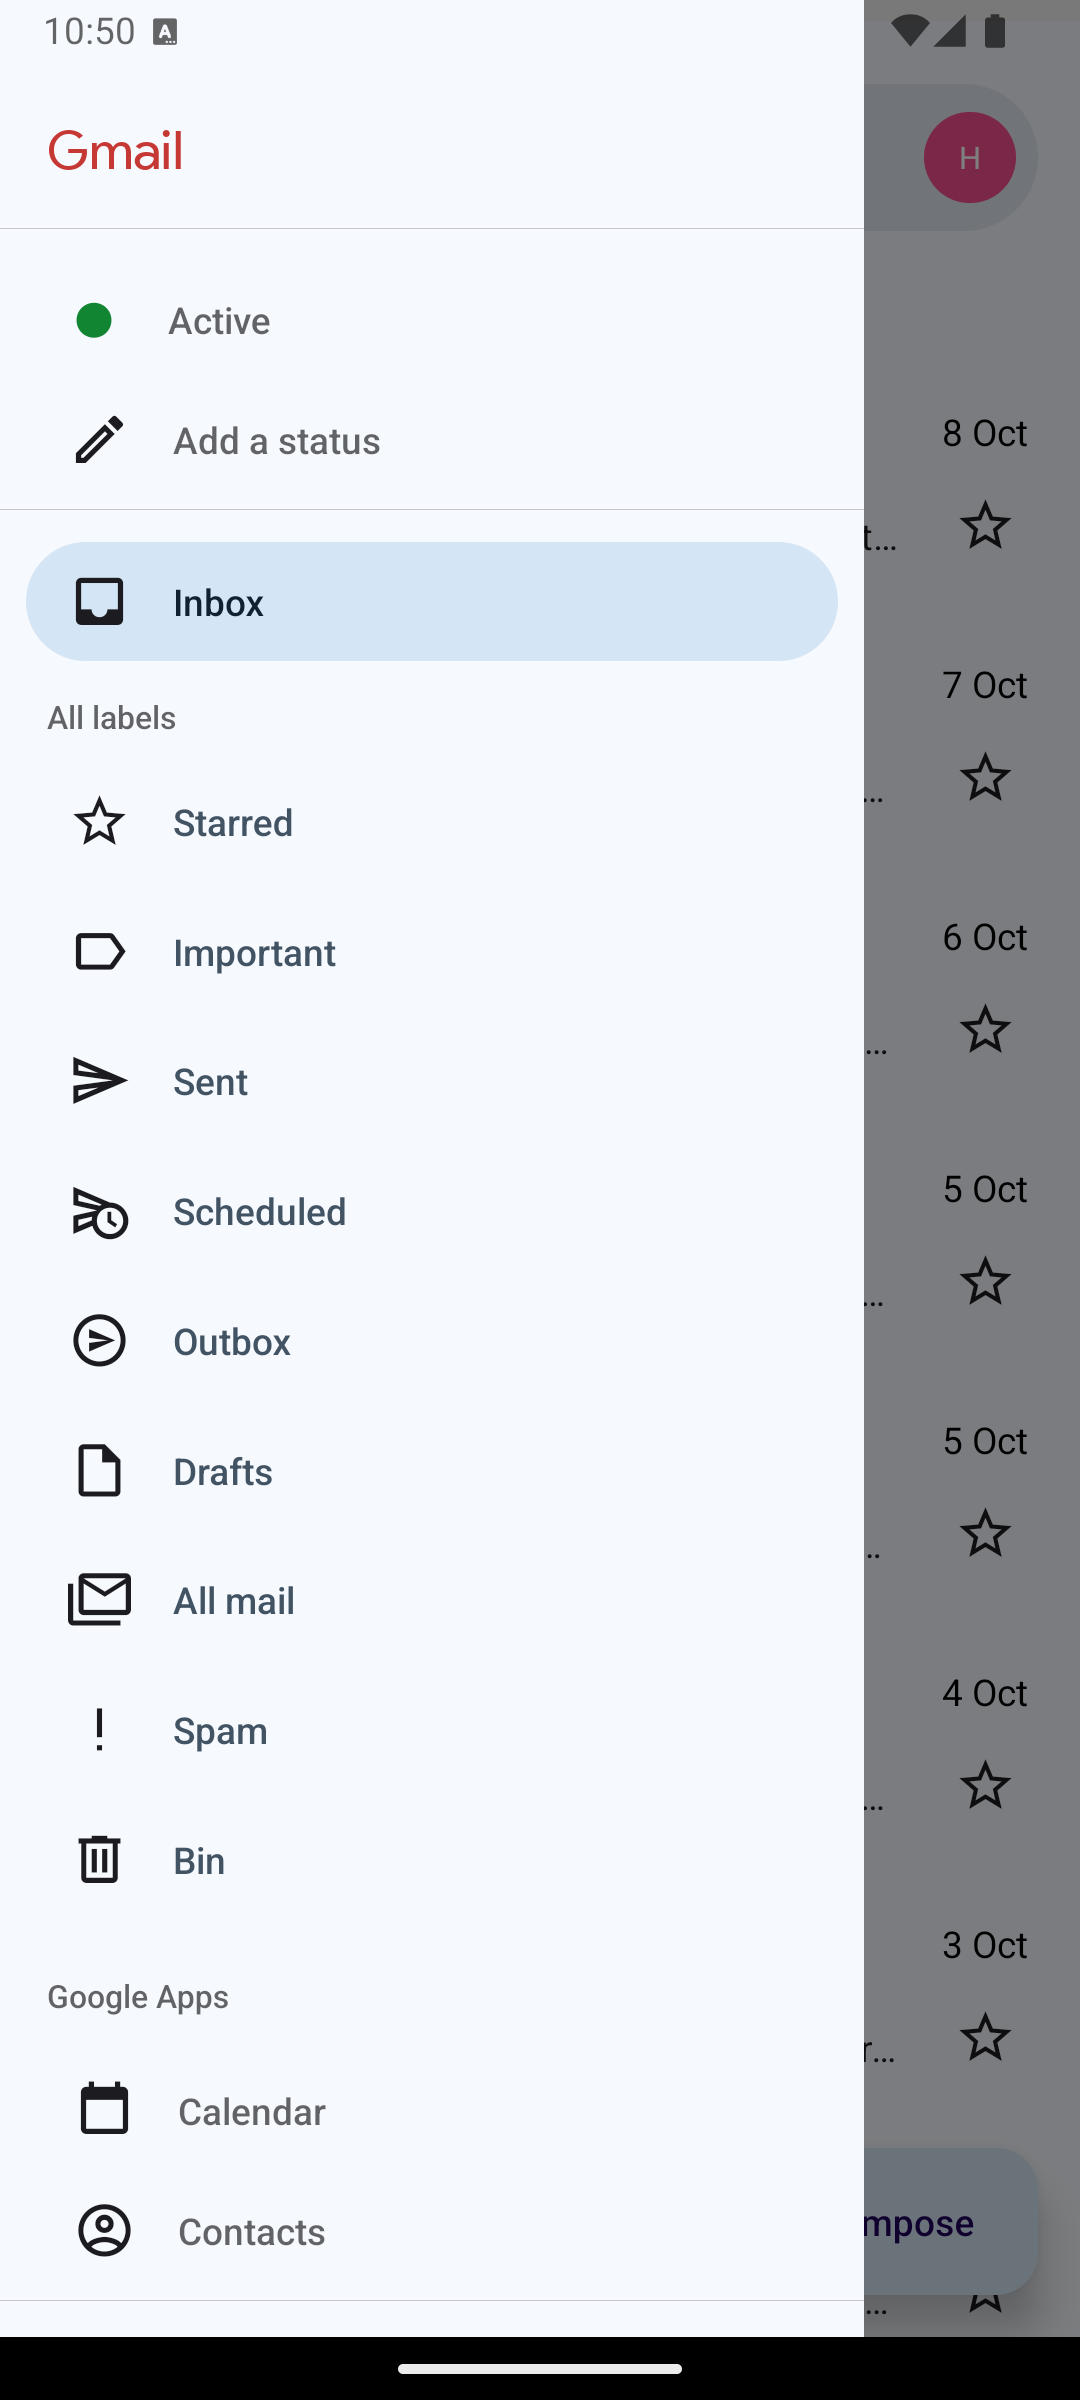 10:50
Gmail
H
Active
Add a status
8 Oct
t...
Inbox
7 Oct
All labels
Starred
Important
6 Oct
Sent
5 Oct
Scheduled
Outbox
5 Oct
Drafts
All mail
4 Oct
Spam
Bin
3 Oct
Google Apps
r...
Calendar
Contacts
mpose